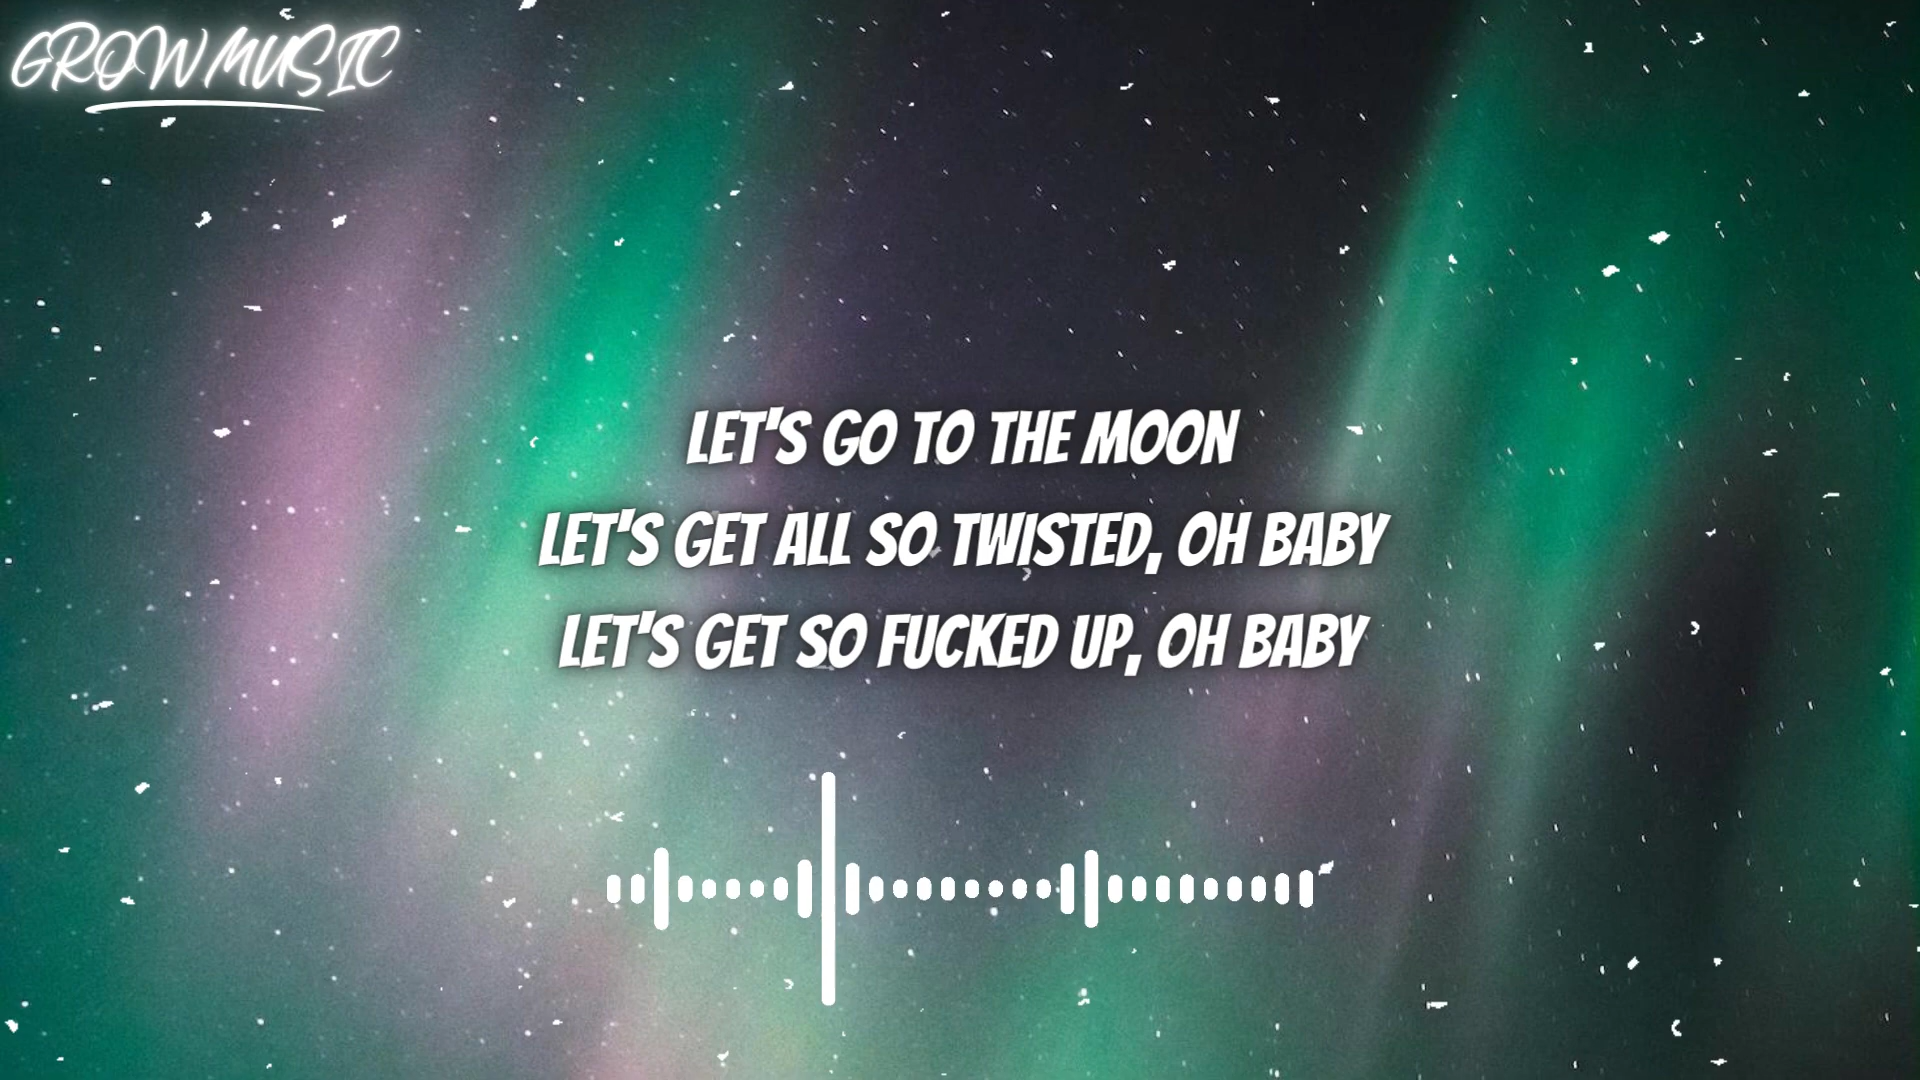 GROWMUSIC
LET'S GO TO THE MOON
LET'S GET ALL SO TWISTED, OH BABY
LET'S GET SO FUCKED UP, OH BABY